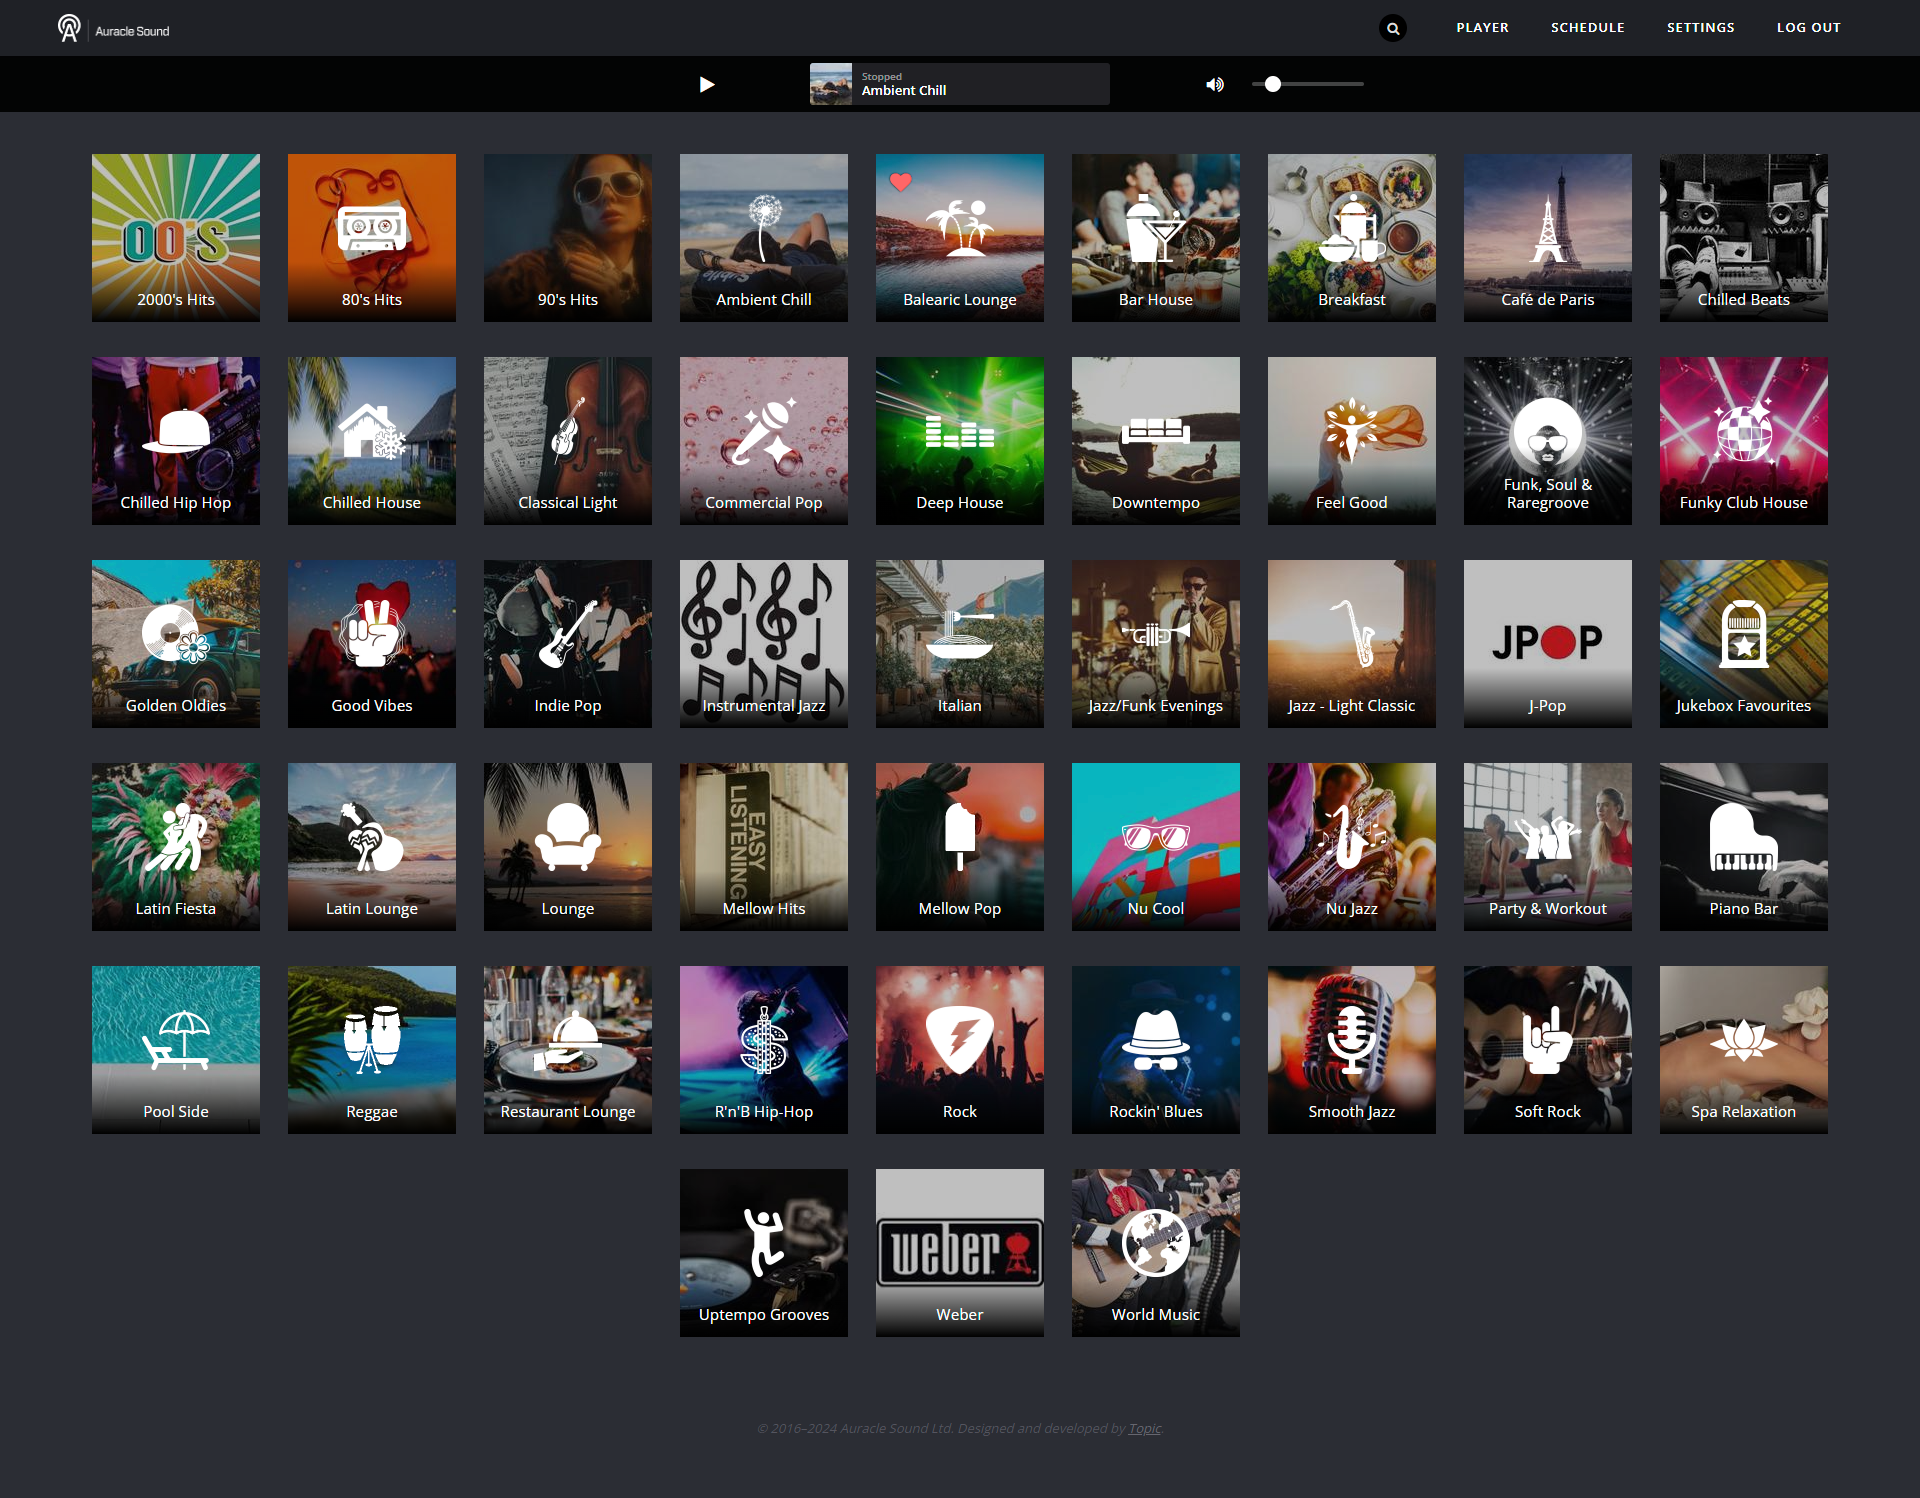 Auracle Sound
PLAYER
SCHEDULE
SETTINGS
LOG OUT
Stopped
Ambient Chill
00'S
2000's Hits
80's Hits
90's Hits
Subtle
Ambient Chill
Balearic Lounge
Bar House
Breakfast
Café de Paris
Chilled Beats
Chilled Hip Hop
Chilled House
Classical Light
Commercial Pop
Deep House
Downtempo
Feel Good
Funk, Soul &
Raregroove
Funky Club House
Golden Oldies
Good Vibes
Indie Pop
Instrumental Jazz
Italian
Jazz/Funk Evenings
Jazz - Light Classic
JPOP
J-Pop
Jukebox Favourites
Latin Fiesta
Latin Lounge
Lounge
EASY
LISTENING
Mellow Hits
Mellow Pop
Nu Cool
Nu Jazz
Party & Workout
Piano Bar
Pool Side
Reggae
Restaurant Lounge
R'n'B Hip-Hop
Rock
Rockin' Blues
Smooth Jazz
Soft Rock
Spa Relaxation
Uptempo Grooves
weber
Weber
World Music
© 2016–2024 Auracle Sound Ltd. Designed and developed by Topic.